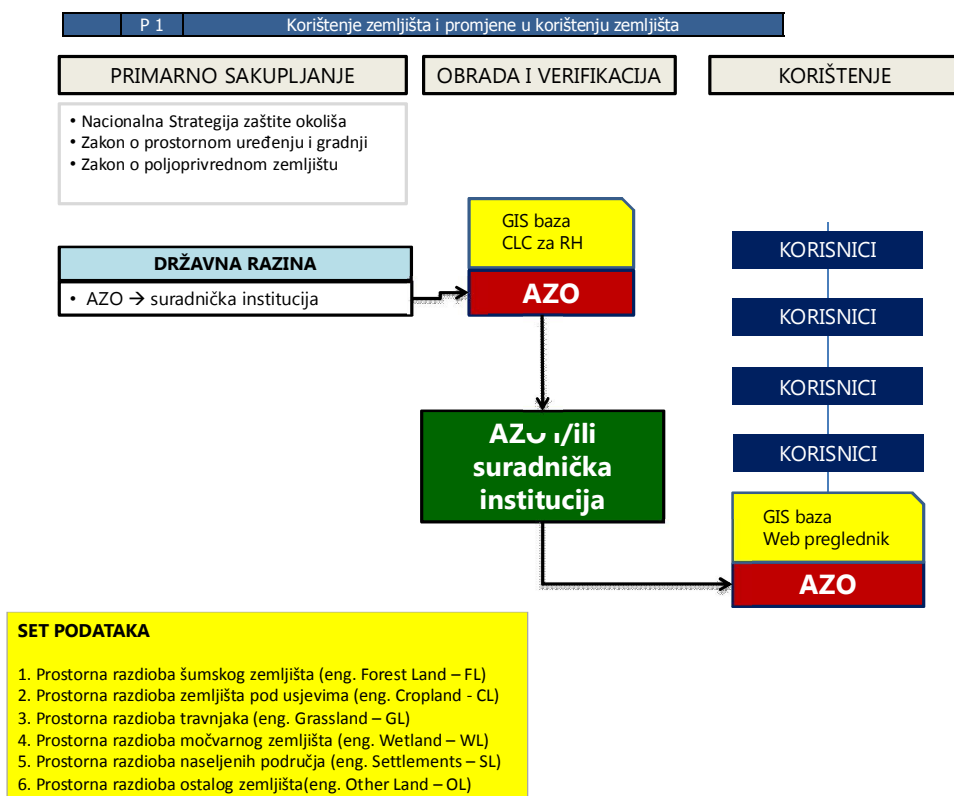 P 1 Korištenje zemljišta i promjene u korištenju zemljišta
PRIMARNO SAKUPLJANJE
OBRADA I VERIFIKACIJA
KORIŠTENJE
• Nacionalna Strategija zaštite okoliša
• Zakon o prostornom uređenju i gradnji
• Zakon o poljoprivrednom zemljištu
GIS baza
CLC za RH
AZO
DRŽAVNA RAZINA
• AZO → suradnička institucija
KORISNICI
KORISNICI
KORISNICI
KORISNICI
AZO i/ili
suradnička
institucija
GIS baza
Web preglednik
AZO
SET PODATAKA
1. Prostorna razdioba šumskog zemljišta (eng. Forest Land – FL)
2. Prostorna razdioba zemljišta pod usjevima (eng. Cropland - CL)
3. Prostorna razdioba travnjaka (eng. Grassland – GL)
4. Prostorna razdioba močvarnog zemljišta (eng. Wetland – WL)
5. Prostorna razdioba naseljenih područja (eng. Settlements – SL)
6. Prostorna razdioba ostalog zemljišta(eng. Other Land – OL)